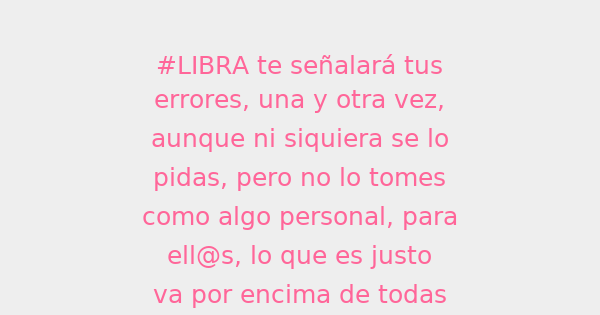 #LIBRA te señalará tus
errores, una y otra vez,
aunque ni siquiera se lo
pidas, pero no lo tomes
como algo personal, para
ell@s, lo que es justo
va por encima de todas